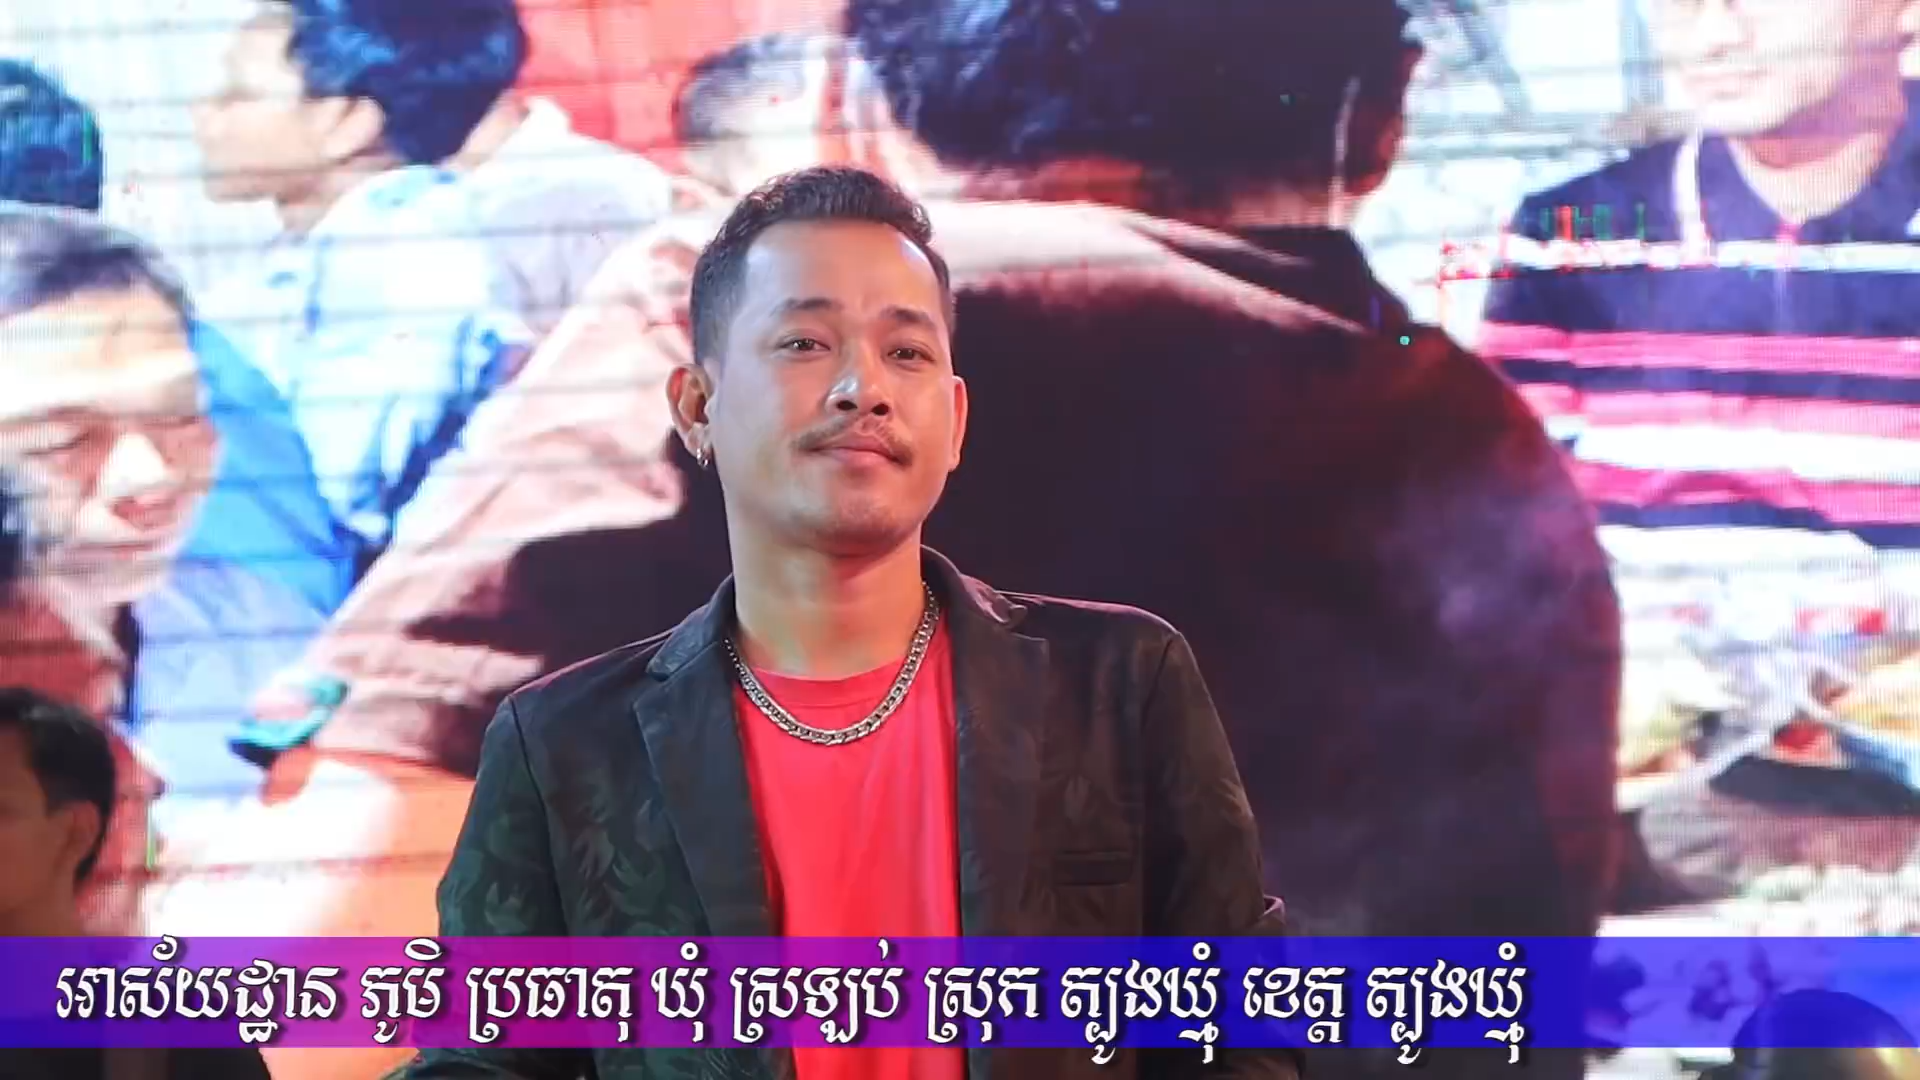 អាស័យដ្ឋាន ភូមិ ប្រធាតុ ឃុំ ស្រឡប់ ស្រុក ត្បូងឃ្មុំ ខេត្ត ត្បូងឃ្មុំ